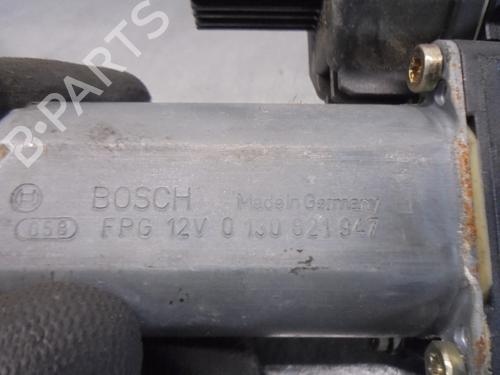 BOSCH Made in Germany
058 FPG 12V 0 130 821 947
B-PARTS